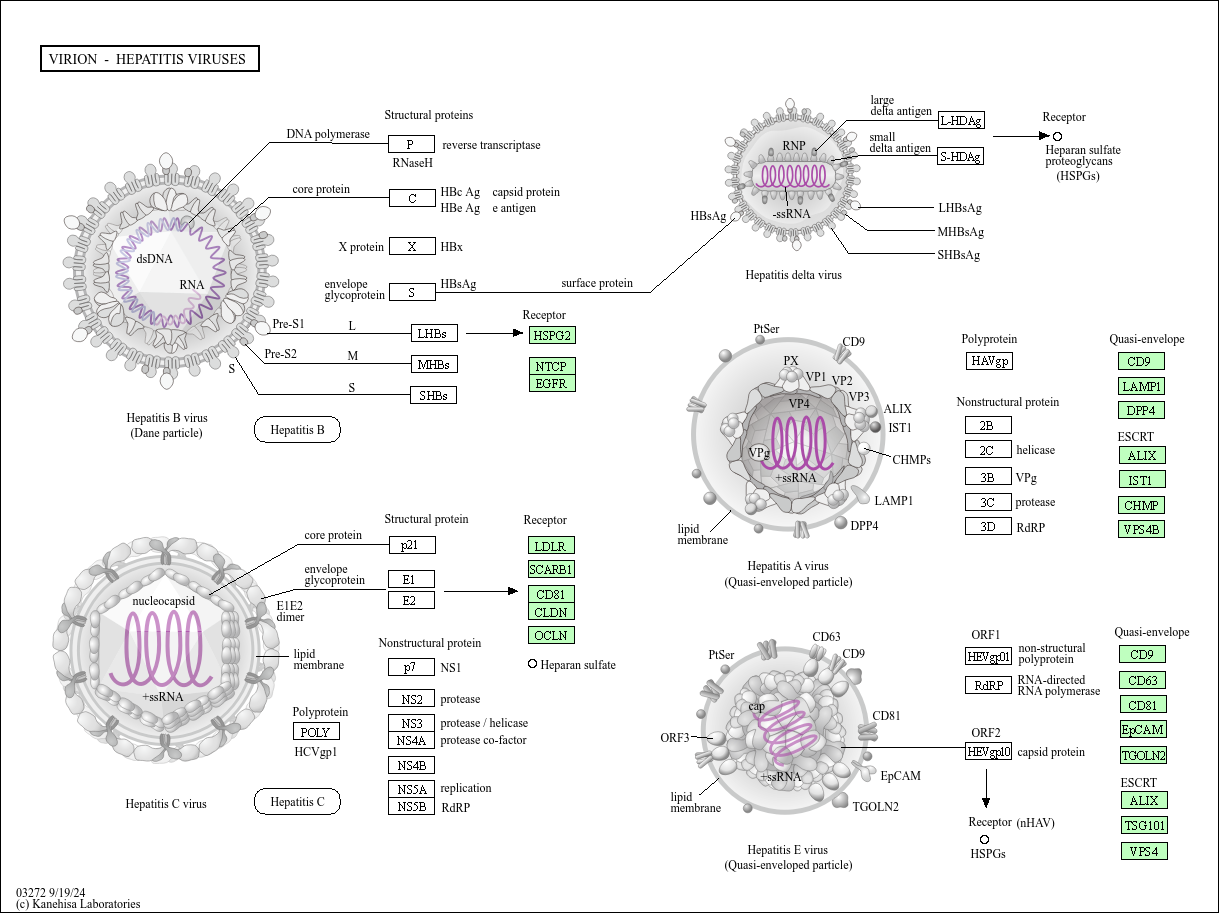 VIRION - HEPATITIS VIRUSES
Structural proteins
DNA polymerase
P
reverse transcriptase
RNaseH
core protein
C
HBc Ag capsid protein
HBe Ag e antigen
X protein
X
HBx
envelope
glycoprotein
S
HBsAg
surface protein
dsDNA
RNA
Pre-S1
L
LHBs
Pre-S2
M
MHBs
S
S
SHBs
Receptor
HSPG2
NTCP
EGFR
Hepatitis B virus
(Dane particle)
Hepatitis B
large
delta antigen
L-HDAg
small
delta antigen
S-HDAg
RNP
-ssRNA
HBsAg
Receptor
Heparan sulfate
proteoglycans
(HSPGs)
LHBsAg
MHBsAg
SHBsAg
Hepatitis delta virus
PtSer
CD9
PX
VP1
VP2
VP3
VP4
ALIX
IST1
VPg
CHMPs
+ssRNA
LAMP1
DPP4
lipid
membrane
Hepatitis A virus
(Quasi-enveloped particle)
Polyprotein
HAVgp
Nonstructural protein
2B
2C
helicase
3B
VPg
3C
protease
3D
RdRP
Quasi-envelope
CD9
LAMP1
DPP4
ESCRT
ALIX
IST1
CHMP
VPS4B
Structural protein
core protein
p21
envelope
glycoprotein
E1
E2
E1E2
dimer
nucleocapsid
+ssRNA
lipid
membrane
Receptor
LDLR
SCARB1
CD81
CLDN
OCLN
Heparan sulfate
Nonstructural protein
p7
NS1
NS2
protease
NS3
protease / helicase
NS4A
protease co-factor
NS4B
NS5A
replication
NS5B
RdRP
Polyprotein
POLY
HCVgp1
Hepatitis C virus
Hepatitis C
CD63
PtSer
CD9
cap
CD81
ORF3
+ssRNA
EpCAM
lipid
membrane
TGOLN2
Hepatitis E virus
(Quasi-enveloped particle)
ORF1
HEVgp01
non-structural
polyprotein
RdRP
RNA-directed
RNA polymerase
ORF2
HEVgp10
capsid protein
Receptor (nHAV)
HSPGs
Quasi-envelope
CD9
CD63
CD81
EpCAM
TGOLN2
ESCRT
ALIX
TSG101
VPS4
03272 9/19/24
(c) Kanehisa Laboratories